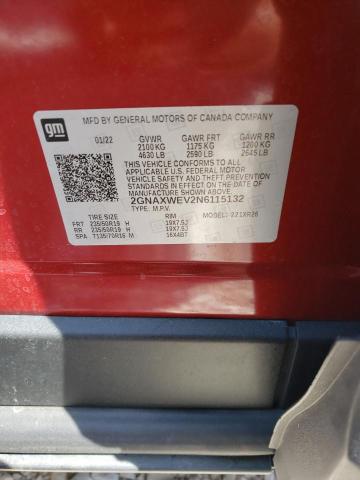 gm
MFD BY GENERAL MOTORS OF CANADA COMPANY
01/22 GVWR GAWR FRT GAWR RR
2100 KG 1175 KG 1200 KG
4630 LB 2590 LB 2645 LB
THIS VEHICLE CONFORMS TO ALL
APPLICABLE U.S. FEDERAL MOTOR
VEHICLE SAFETY AND THEFT PREVENTION
STANDARDS IN EFFECT ON THE DATE OF
MANUFACTURE SHOWN ABOVE.
2GNAXWEV2N6115132
TYPE: M.P.V. MODEL: ZZ1XR26
TIRE SIZE RIM
FRT 235/50R19 H 19X7.5J
RR 235/50R19 H 19X7.5J
SPA T135/70R16 M 16X4BT